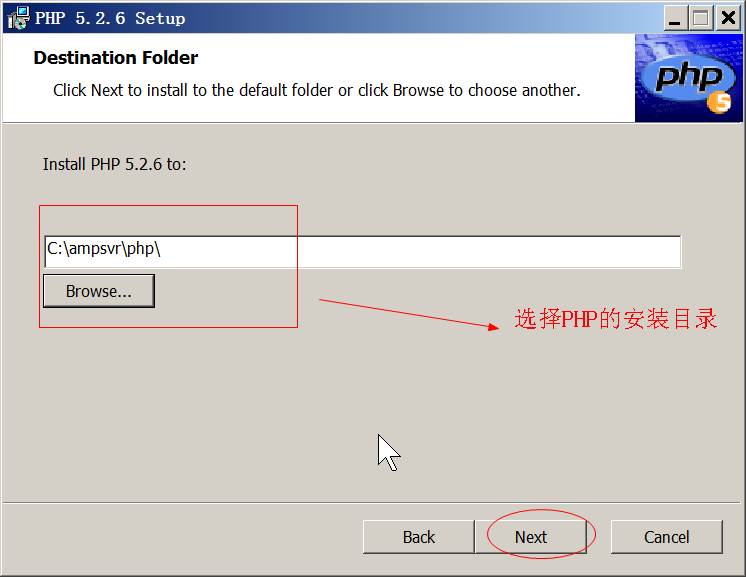 PHP 5.2.6 Setup
Destination Folder
Click Next to install to the default folder or click Browse to choose another.
php
5
Install PHP 5.2.6 to:
C:\ampsvr\php\
Browse...
选择PHP的安装目录
Back
Next
Cancel